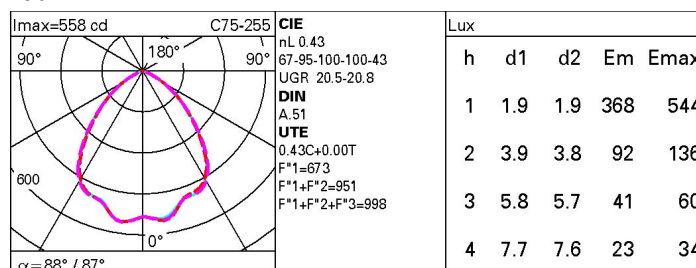 Imax=558 cd C75-255
90° 180° 90°
600
0°
α=88° / 87°
CIE
nL 0.43
67-95-100-100-43
UGR 20.5-20.8
DIN
A.51
UTE
0.43C+0.00T
F"1=673
F"1+F"2=951
F"1+F"2+F"3=998
Lux
h d1 d2 Em Emax
1 1.9 1.9 368 544
2 3.9 3.8 92 136
3 5.8 5.7 41 60
4 7.7 7.6 23 34